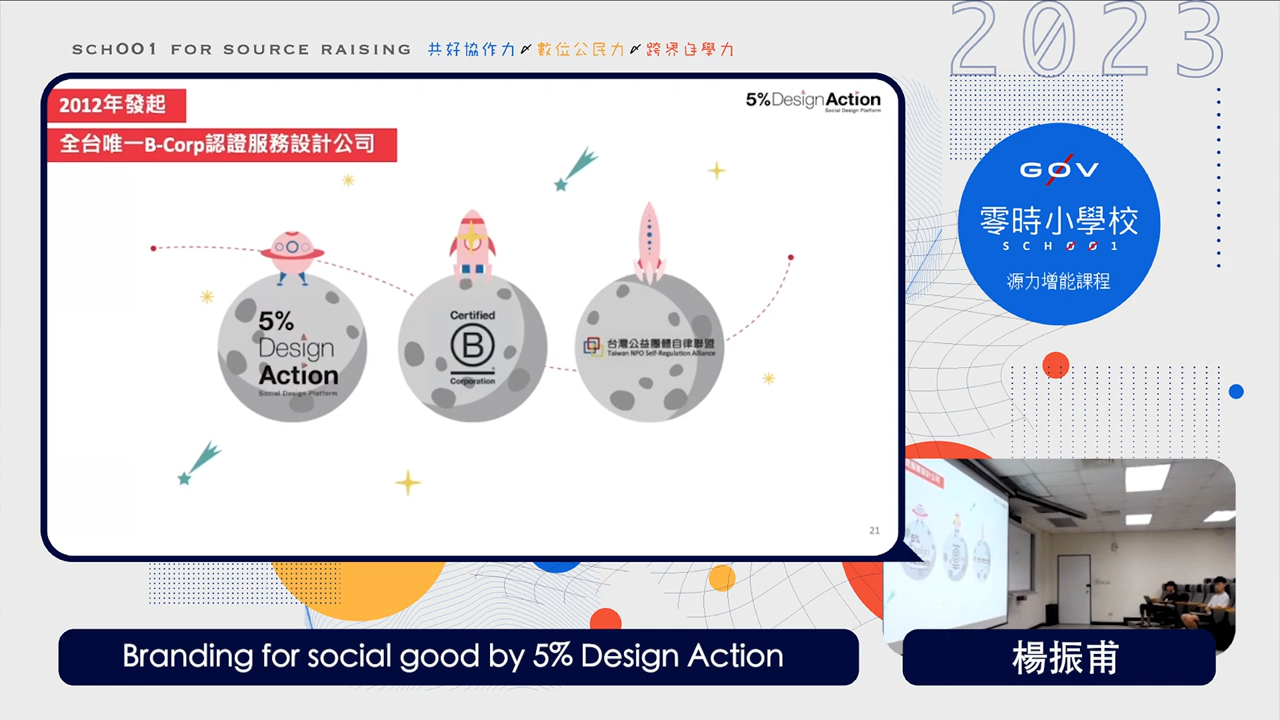 SCH001 FOR SOURCE RAISING 共好協作力 數位公民力 跨界自學力
2023
2012年發起
全台唯一B-Corp認證服務設計公司
5%DesignAction
Social Design Platform
5%
Design
Action
Social Design Platform
Certified
B
Corporation
台灣公益團體自律聯盟
Taiwan NPO Self-Regulation Alliance
21
GØV
零時小學校
SCHØØ1
源力增能課程
Branding for social good by 5% Design Action
楊振甫